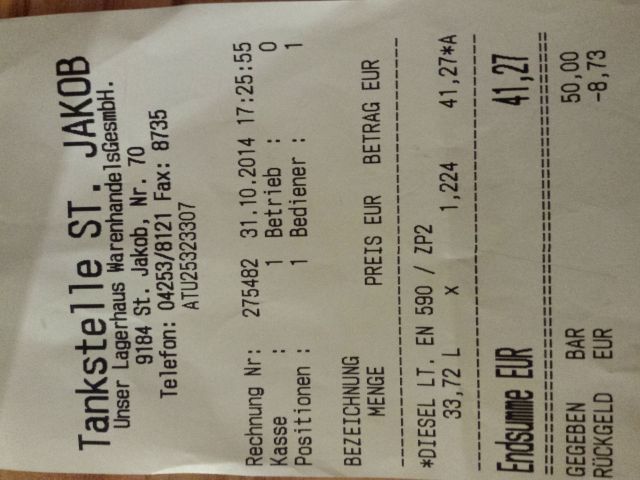 Tankstelle ST. JAKOB
Unser Lagerhaus WarenhandelsGesmbH.
9184 St. Jakob, Nr. 70
Telefon: 04253/8121 Fax: 8735
ATU25323307
Rechnung Nr: 275482 31.10.2014 17:25:55
Kasse : 1 Betrieb : 0
Positionen : 1 Bediener : 1
BEZEICHNUNG
MENGE PREIS EUR BETRAG EUR
*DIESEL LT. EN 590 / ZP2
33,72 L x 1,224 41,27*A
Endsumme EUR 41,27
GEGEBEN BAR 50,00
RÜCKGELD EUR -8,73